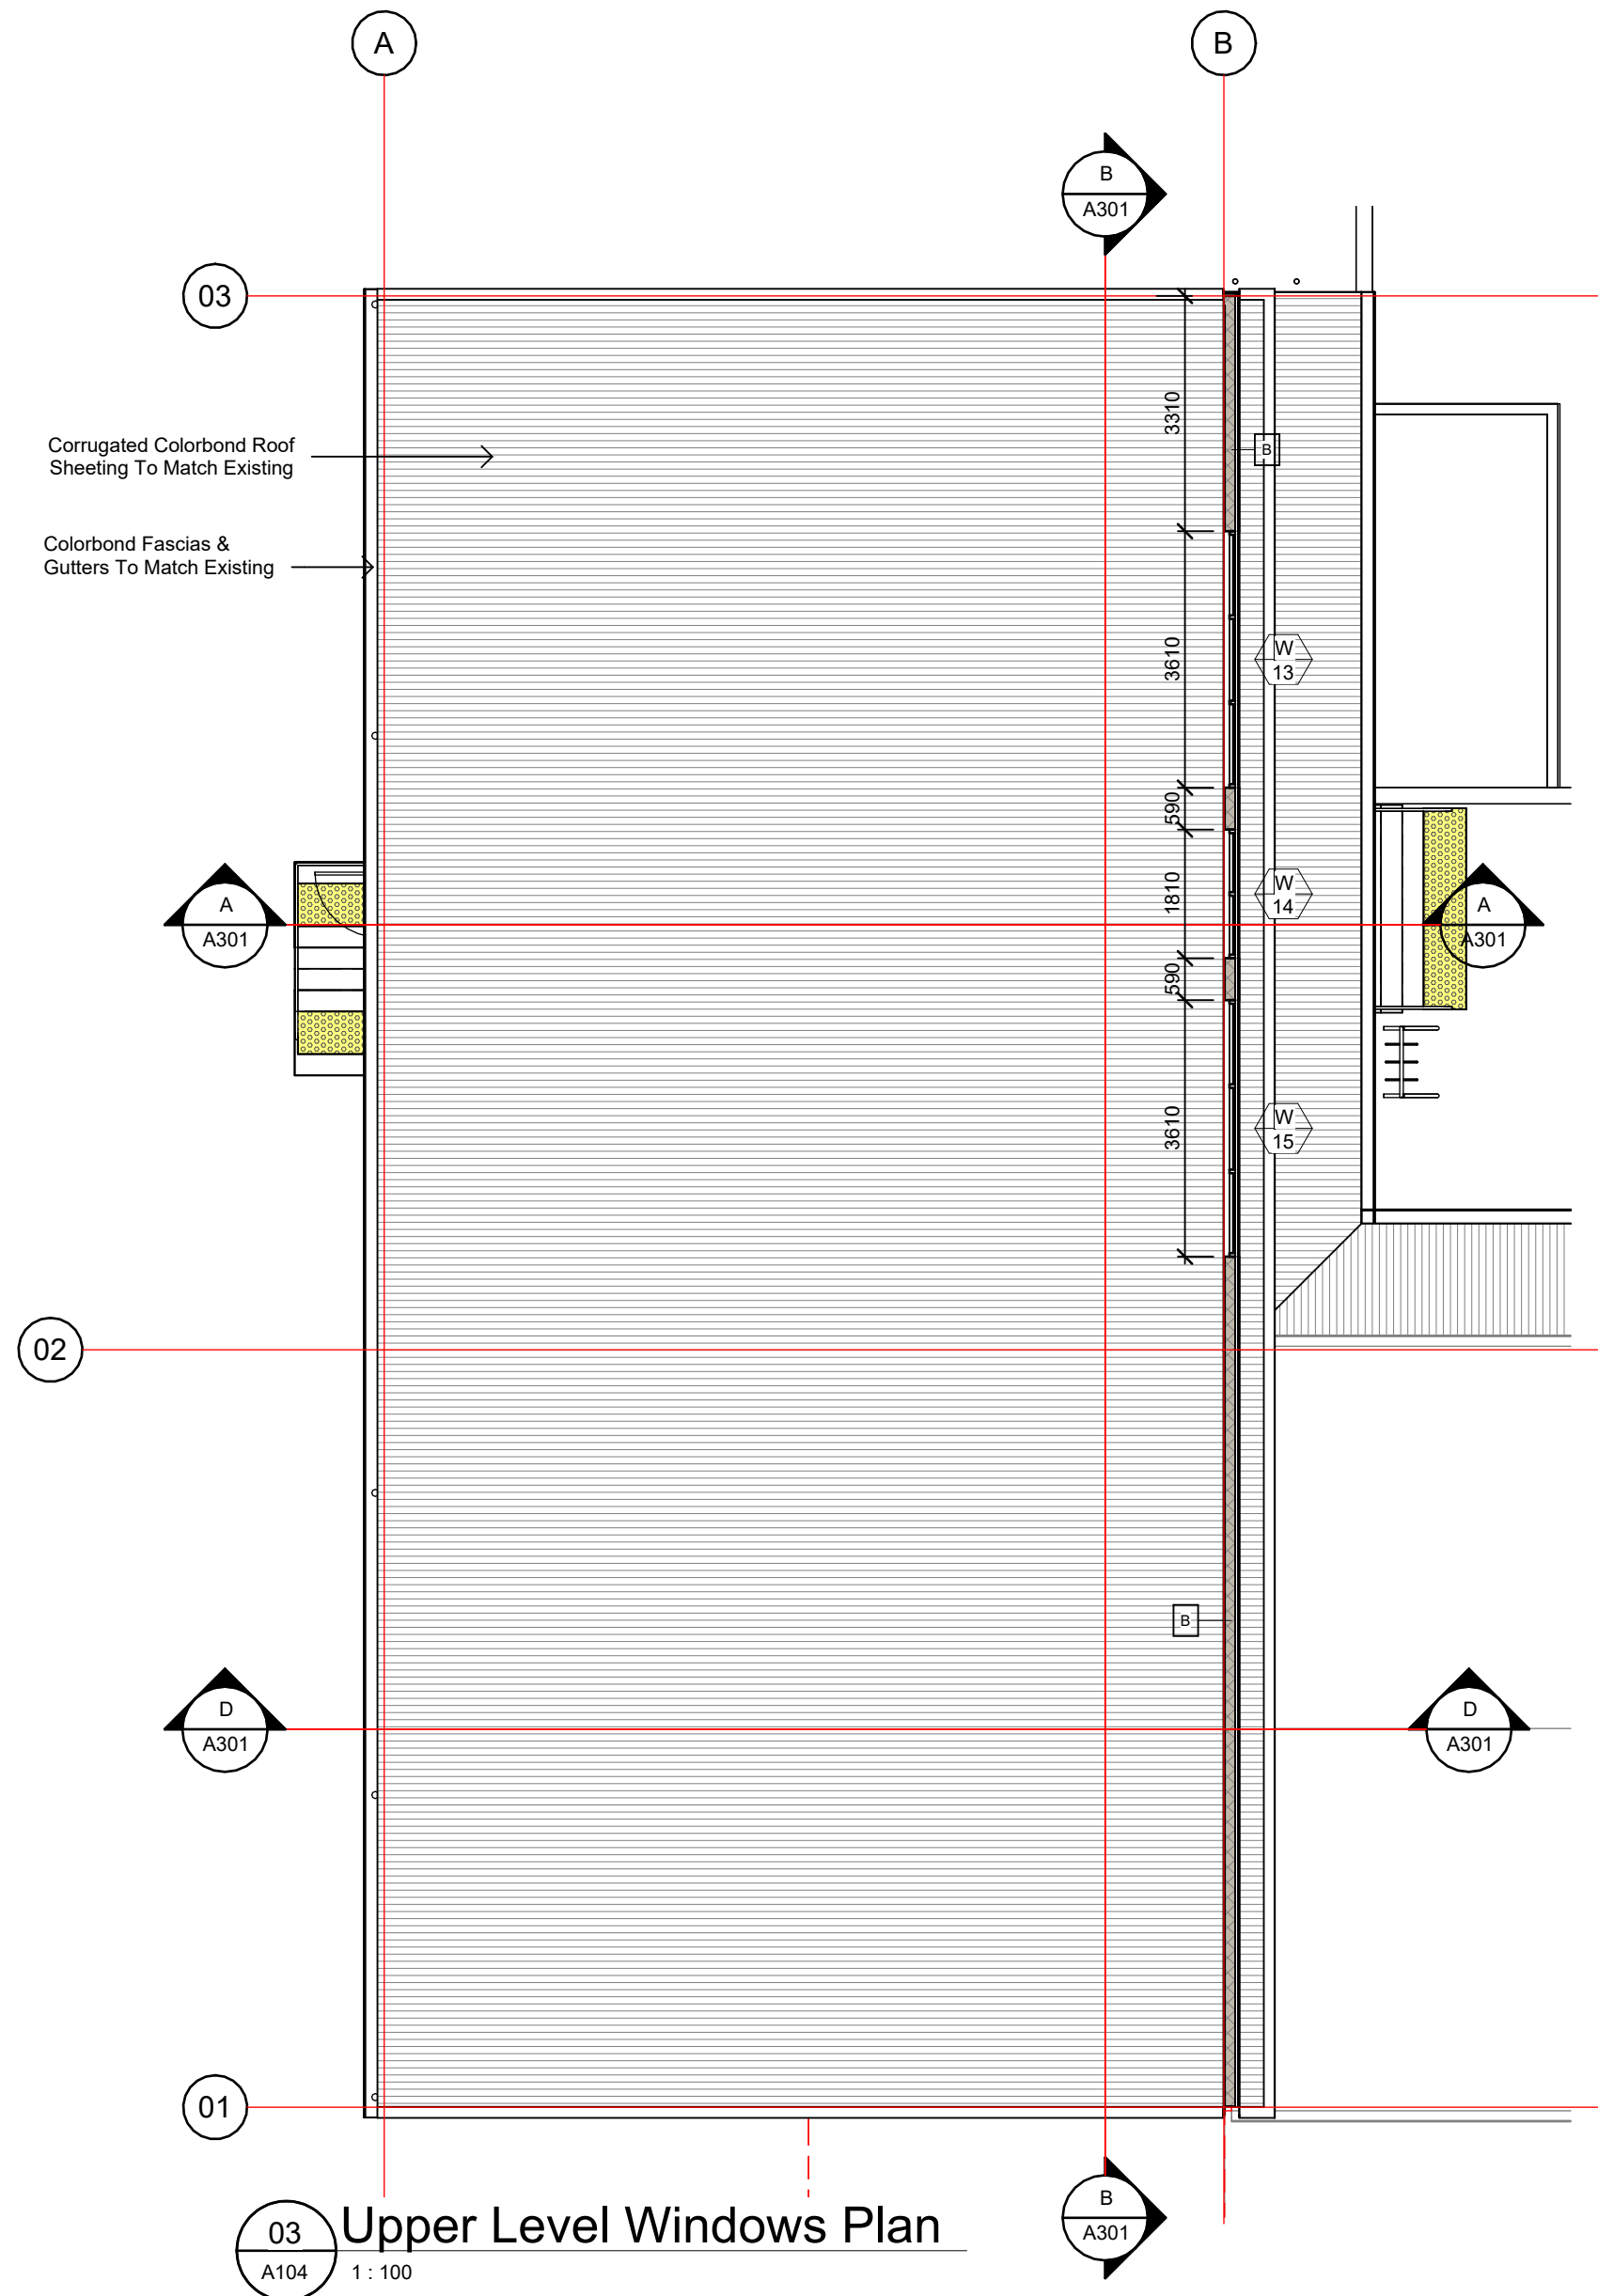 A
B
B
A301
03
3310
Corrugated Colorbond Roof
Sheeting To Match Existing
B
Colorbond Fascias &
Gutters To Match Existing
3610
W
13
590
1810
W
14
A
A301
A
A301
590
3610
W
15
02
B
D
A301
D
A301
01
B
A301
03
A104
Upper Level Windows Plan
1 : 100